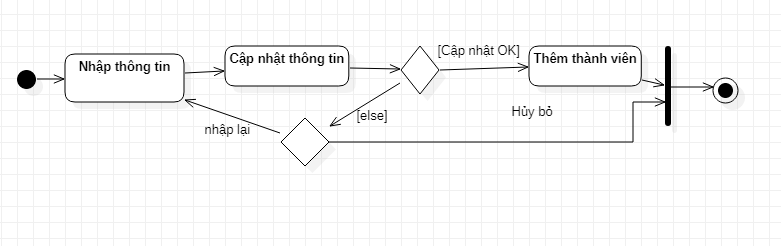 Nhập thông tin
Cập nhật thông tin
[Cập nhật OK]
Thêm thành viên
[else]
Hủy bỏ
nhập lại